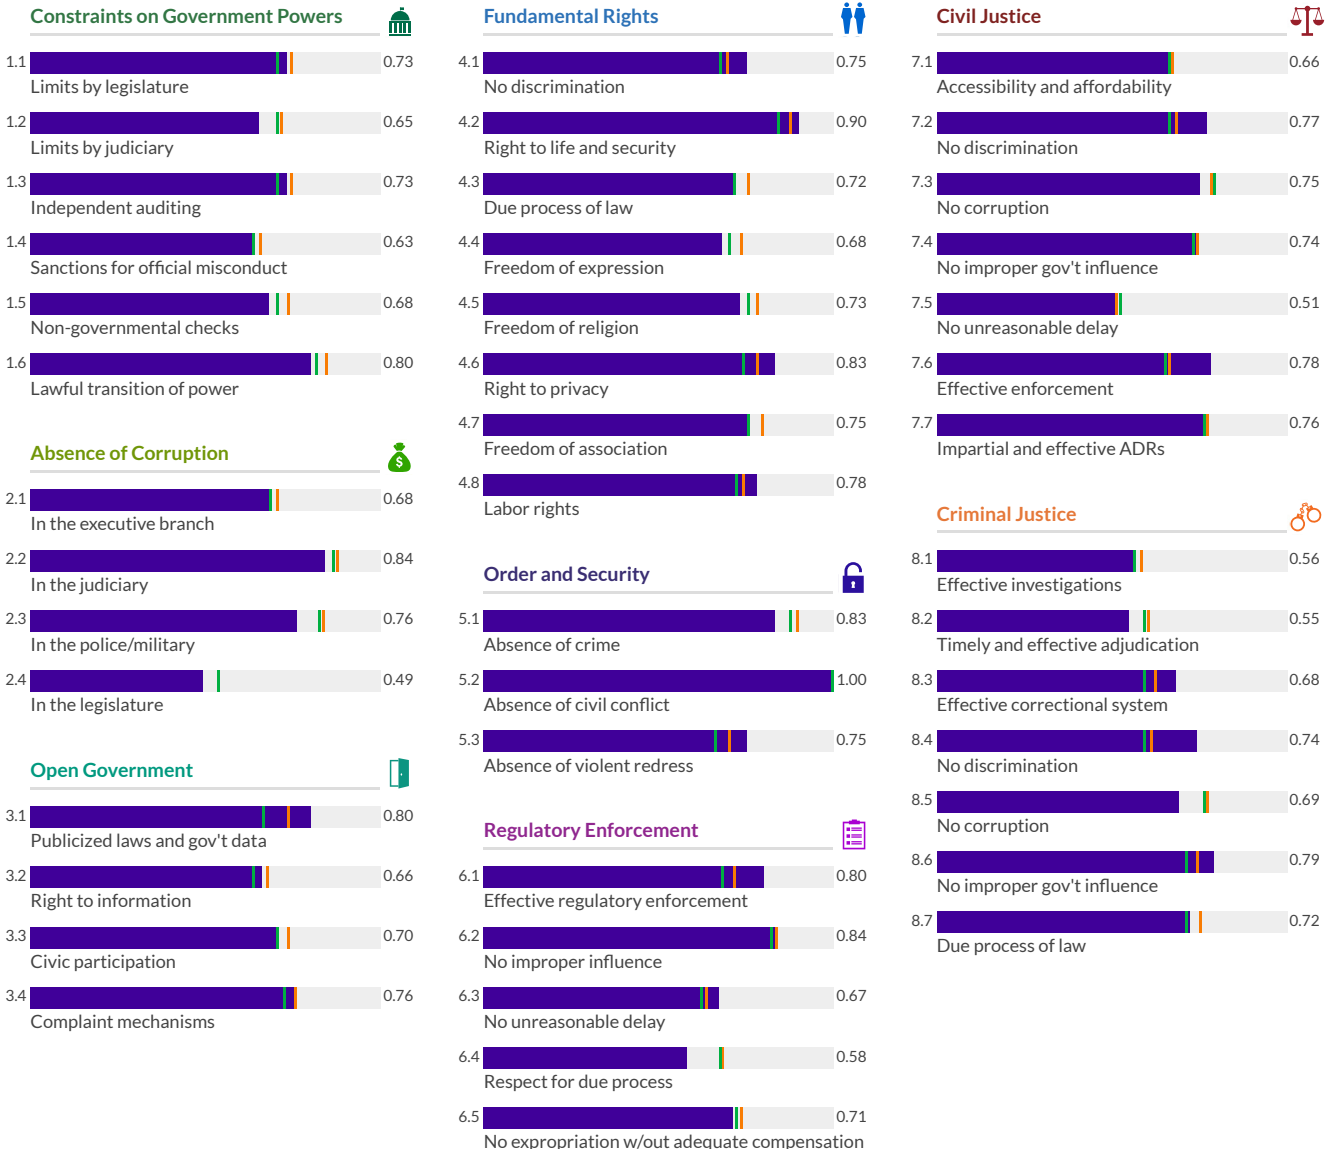 Constraints on Government Powers
1.1 0.73
Limits by legislature
1.2 0.65
Limits by judiciary
1.3 0.73
Independent auditing
1.4 0.63
Sanctions for official misconduct
1.5 0.68
Non-governmental checks
1.6 0.80
Lawful transition of power
Absence of Corruption
$
2.1 0.68
In the executive branch
2.2 0.84
In the judiciary
2.3 0.76
In the police/military
2.4 0.49
In the legislature
Open Government
3.1 0.80
Publicized laws and gov't data
3.2 0.66
Right to information
3.3 0.70
Civic participation
3.4 0.76
Complaint mechanisms
Fundamental Rights
4.1 0.75
No discrimination
4.2 0.90
Right to life and security
4.3 0.72
Due process of law
4.4 0.68
Freedom of expression
4.5 0.73
Freedom of religion
4.6 0.83
Right to privacy
4.7 0.75
Freedom of association
4.8 0.78
Labor rights
Order and Security
5.1 0.83
Absence of crime
5.2 1.00
Absence of civil conflict
5.3 0.75
Absence of violent redress
Regulatory Enforcement
6.1 0.80
Effective regulatory enforcement
6.2 0.84
No improper influence
6.3 0.67
No unreasonable delay
6.4 0.58
Respect for due process
6.5 0.71
No expropriation w/out adequate compensation
Civil Justice
7.1 0.66
Accessibility and affordability
7.2 0.77
No discrimination
7.3 0.75
No corruption
7.4 0.74
No improper gov't influence
7.5 0.51
No unreasonable delay
7.6 0.78
Effective enforcement
7.7 0.76
Impartial and effective ADRs
Criminal Justice
8.1 0.56
Effective investigations
8.2 0.55
Timely and effective adjudication
8.3 0.68
Effective correctional system
8.4 0.74
No discrimination
8.5 0.69
No corruption
8.6 0.79
No improper gov't influence
8.7 0.72
Due process of law